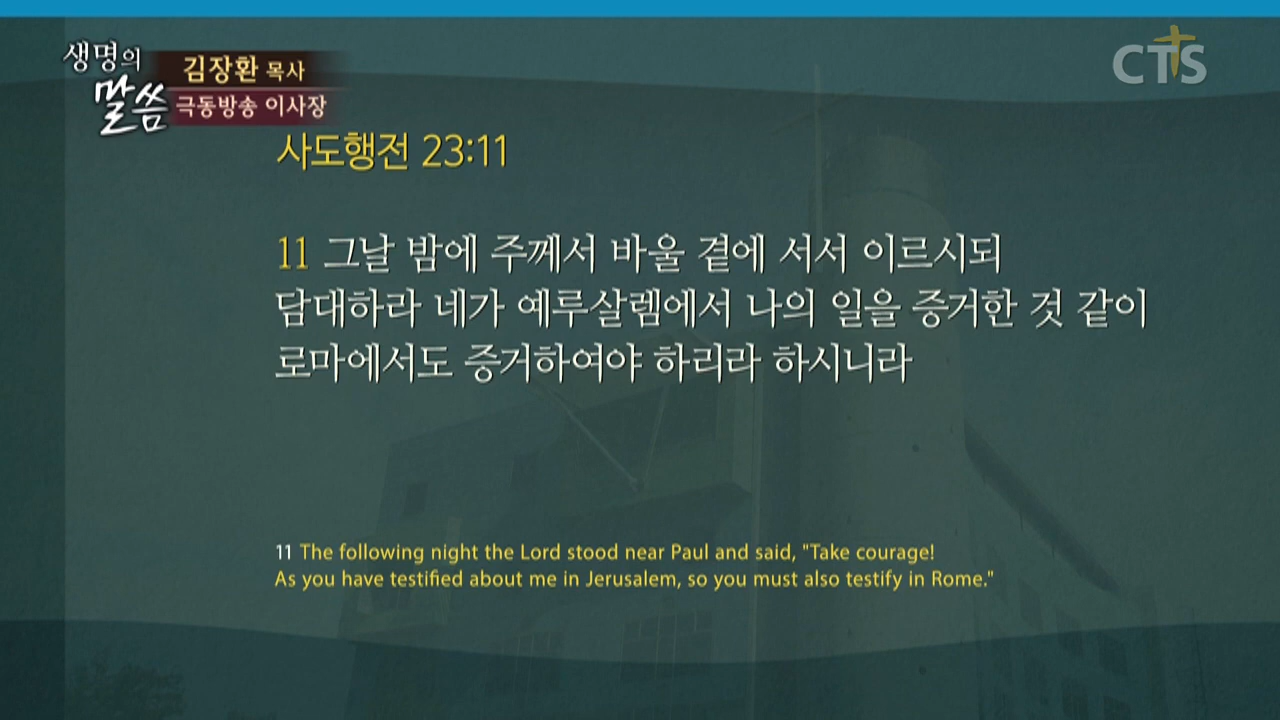 생명의
말씀
김장환 목사
극동방송 이사장
CTS
사도행전 23:11
11 그날 밤에 주께서 바울 곁에 서서 이르시되
담대하라 네가 예루살렘에서 나의 일을 증거한 것 같이
로마에서도 증거하여야 하리라 하시니라
11 The following night the Lord stood near Paul and said, "Take courage!
As you have testified about me in Jerusalem, so you must also testify in Rome."